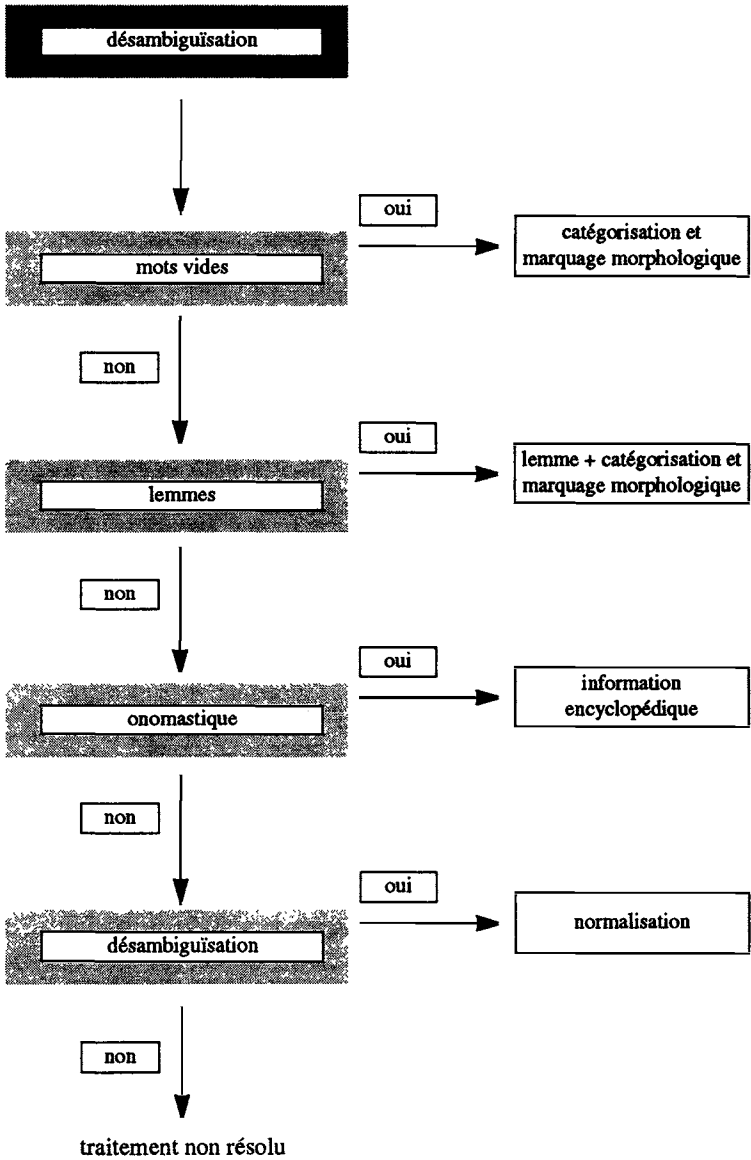 désambiguïsation
oui
mots vides
catégorisation et
marquage morphologique
non
oui
lemmes
lemme + catégorisation et
marquage morphologique
non
oui
onomastique
information
encyclopédique
non
oui
désambiguïsation
normalisation
non
traitement non résolu